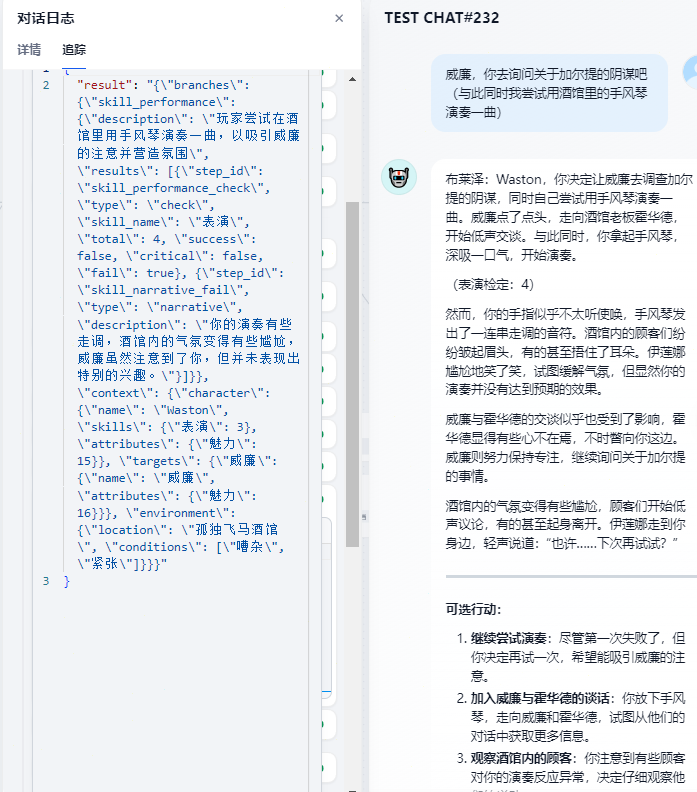 对话日志
×
详情
追踪
1
{
2
"result": "{\"branches\":
{\"skill_performance\":
{\"description\": \"玩家尝试在酒
馆里用手风琴演奏一曲，以吸引威廉
的注意并营造氛围\",
\"results\": [{\"step_id\":
\"skill_performance_check\",
\"type\": \"check\",
\"skill_name\": \"表演\",
\"total\": 4, \"success\":
false, \"critical\": false,
\"fail\": true}, {\"step_id\":
\"skill_narrative_fail\",
\"type\": \"narrative\",
\"description\": \"你的演奏有些
走调，酒馆内的气氛变得有些尴尬，
威廉虽然注意到了你，但并未表现出
特别的兴趣。\"}]}},
\"context\": {\"character\":
{\"name\": \"Waston\",
\"skills\": {\"表演\": 3},
\"attributes\": {\"魅力\":
15}}, \"targets\": {\"威廉\":
{\"name\": \"威廉\",
\"attributes\": {\"魅力\":
16}}}, \"environment\":
{\"location\": \"孤独飞马酒馆
\", \"conditions\": [\"嘈杂\",
\"紧张\"]}}}"
3
}
TEST CHAT#232
威廉，你去询问关于加尔提的阴谋吧
（与此同时我尝试用酒馆里的手风琴
演奏一曲）
布莱泽：Waston，你决定让威廉去调查加尔
提的阴谋，同时自己尝试用手风琴演奏一
曲。威廉点了点头，走向酒馆老板霍华德，
开始低声交谈。与此同时，你拿起手风琴，
深吸一口气，开始演奏。
（表演检定：4）
然而，你的手指似乎不太听使唤，手风琴发
出了一连串走调的音符。酒馆内的顾客们纷
纷皱起眉头，有的甚至捂住了耳朵。伊莲娜
尴尬地笑了笑，试图缓解气氛，但显然你的
演奏并没有达到预期的效果。
威廉与霍华德的交谈似乎也受到了影响，霍
华德显得有些心不在焉，不时瞥向你这边。
威廉则努力保持专注，继续询问关于加尔提
的事情。
酒馆内的气氛变得有些尴尬，顾客们开始低
声议论，有的甚至起身离开。伊莲娜走到你
身边，轻声说道：“也许……下次再试试？”
可选行动：
1. 继续尝试演奏：尽管第一次失败了，但
你决定再试一次，希望能吸引威廉的注
意。
2. 加入威廉与霍华德的谈话：你放下手风
琴，走向威廉和霍华德，试图从他们的
对话中获取更多信息。
3. 观察酒馆内的顾客：你注意到有些顾客
对你的演奏反应异常，决定仔细观察他